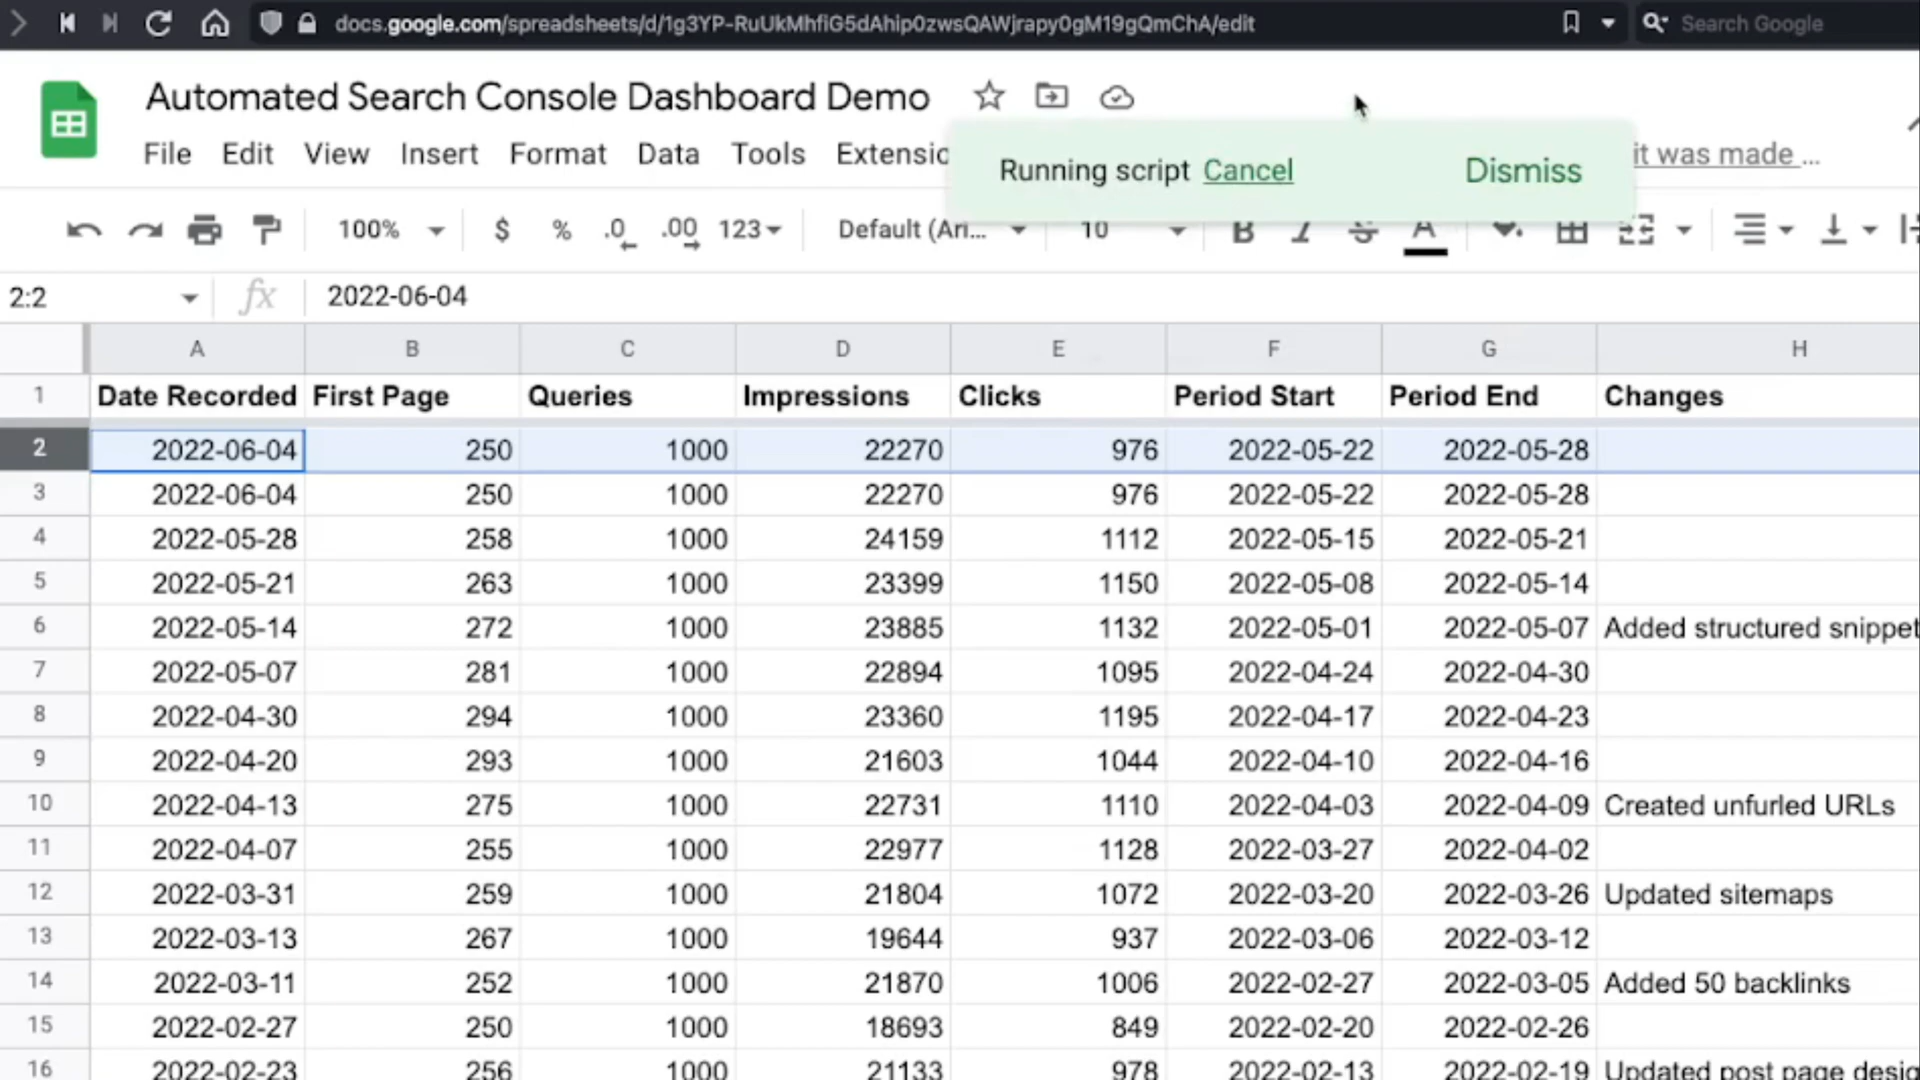 docs.google.com/spreadsheets/d/1g3YP-RuUkMhfiG5dAhip0zwsQAWjrapy0gM19gQmChA/edit Search Google
Automated Search Console Dashboard Demo
File Edit View Insert Format Data Tools Extensio it was made ...
Running script Cancel Dismiss
100% $ % .0 .00 123 Default (Ari... 10 B I S A
2:2 fx 2022-06-04
A B C D E F G H
1 Date Recorded First Page Queries Impressions Clicks Period Start Period End Changes
2 2022-06-04 250 1000 22270 976 2022-05-22 2022-05-28
3 2022-06-04 250 1000 22270 976 2022-05-22 2022-05-28
4 2022-05-28 258 1000 24159 1112 2022-05-15 2022-05-21
5 2022-05-21 263 1000 23399 1150 2022-05-08 2022-05-14
6 2022-05-14 272 1000 23885 1132 2022-05-01 2022-05-07 Added structured snippet
7 2022-05-07 281 1000 22894 1095 2022-04-24 2022-04-30
8 2022-04-30 294 1000 23360 1195 2022-04-17 2022-04-23
9 2022-04-20 293 1000 21603 1044 2022-04-10 2022-04-16
10 2022-04-13 275 1000 22731 1110 2022-04-03 2022-04-09 Created unfurled URLs
11 2022-04-07 255 1000 22977 1128 2022-03-27 2022-04-02
12 2022-03-31 259 1000 21804 1072 2022-03-20 2022-03-26 Updated sitemaps
13 2022-03-13 267 1000 19644 937 2022-03-06 2022-03-12
14 2022-03-11 252 1000 21870 1006 2022-02-27 2022-03-05 Added 50 backlinks
15 2022-02-27 250 1000 18693 849 2022-02-20 2022-02-26
16 2022-02-23 256 1000 21133 978 2022-02-13 2022-02-19 Updated post page desig